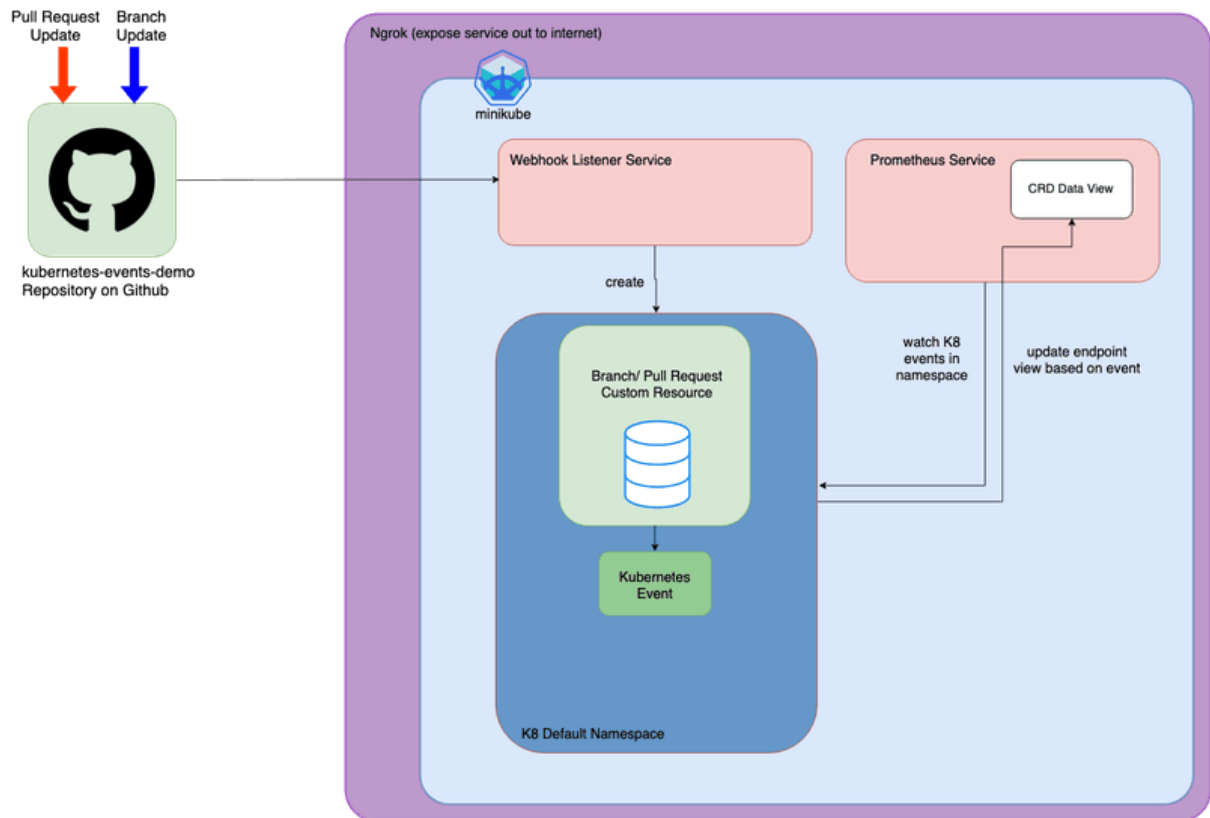 Pull Request
Update
Branch
Update
kubernetes-events-demo
Repository on Github
Ngrok (expose service out to internet)
minikube
Webhook Listener Service
Prometheus Service
CRD Data View
create
watch K8
events in
namespace
update endpoint
view based on event
Branch/ Pull Request
Custom Resource
Kubernetes
Event
K8 Default Namespace